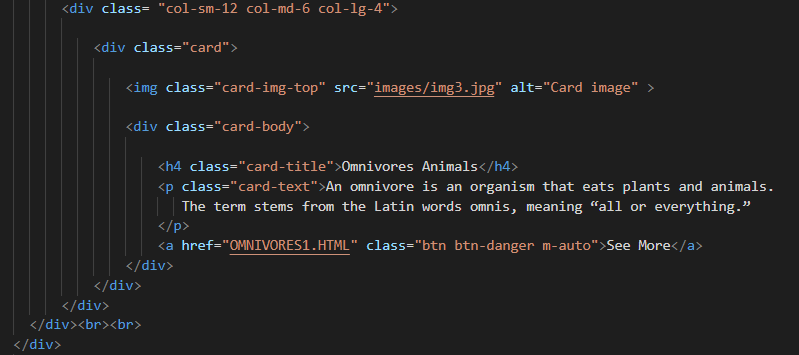 <div class= "col-sm-12 col-md-6 col-lg-4">
<div class="card">
<img class="card-img-top" src="images/img3.jpg" alt="Card image" >
<div class="card-body">
<h4 class="card-title">Omnivores Animals</h4>
<p class="card-text">An omnivore is an organism that eats plants and animals.
The term stems from the Latin words omnis, meaning “all or everything.”
</p>
<a href="OMNIVORES1.HTML" class="btn btn-danger m-auto">See More</a>
</div>
</div>
</div>
</div><br><br>
</div>